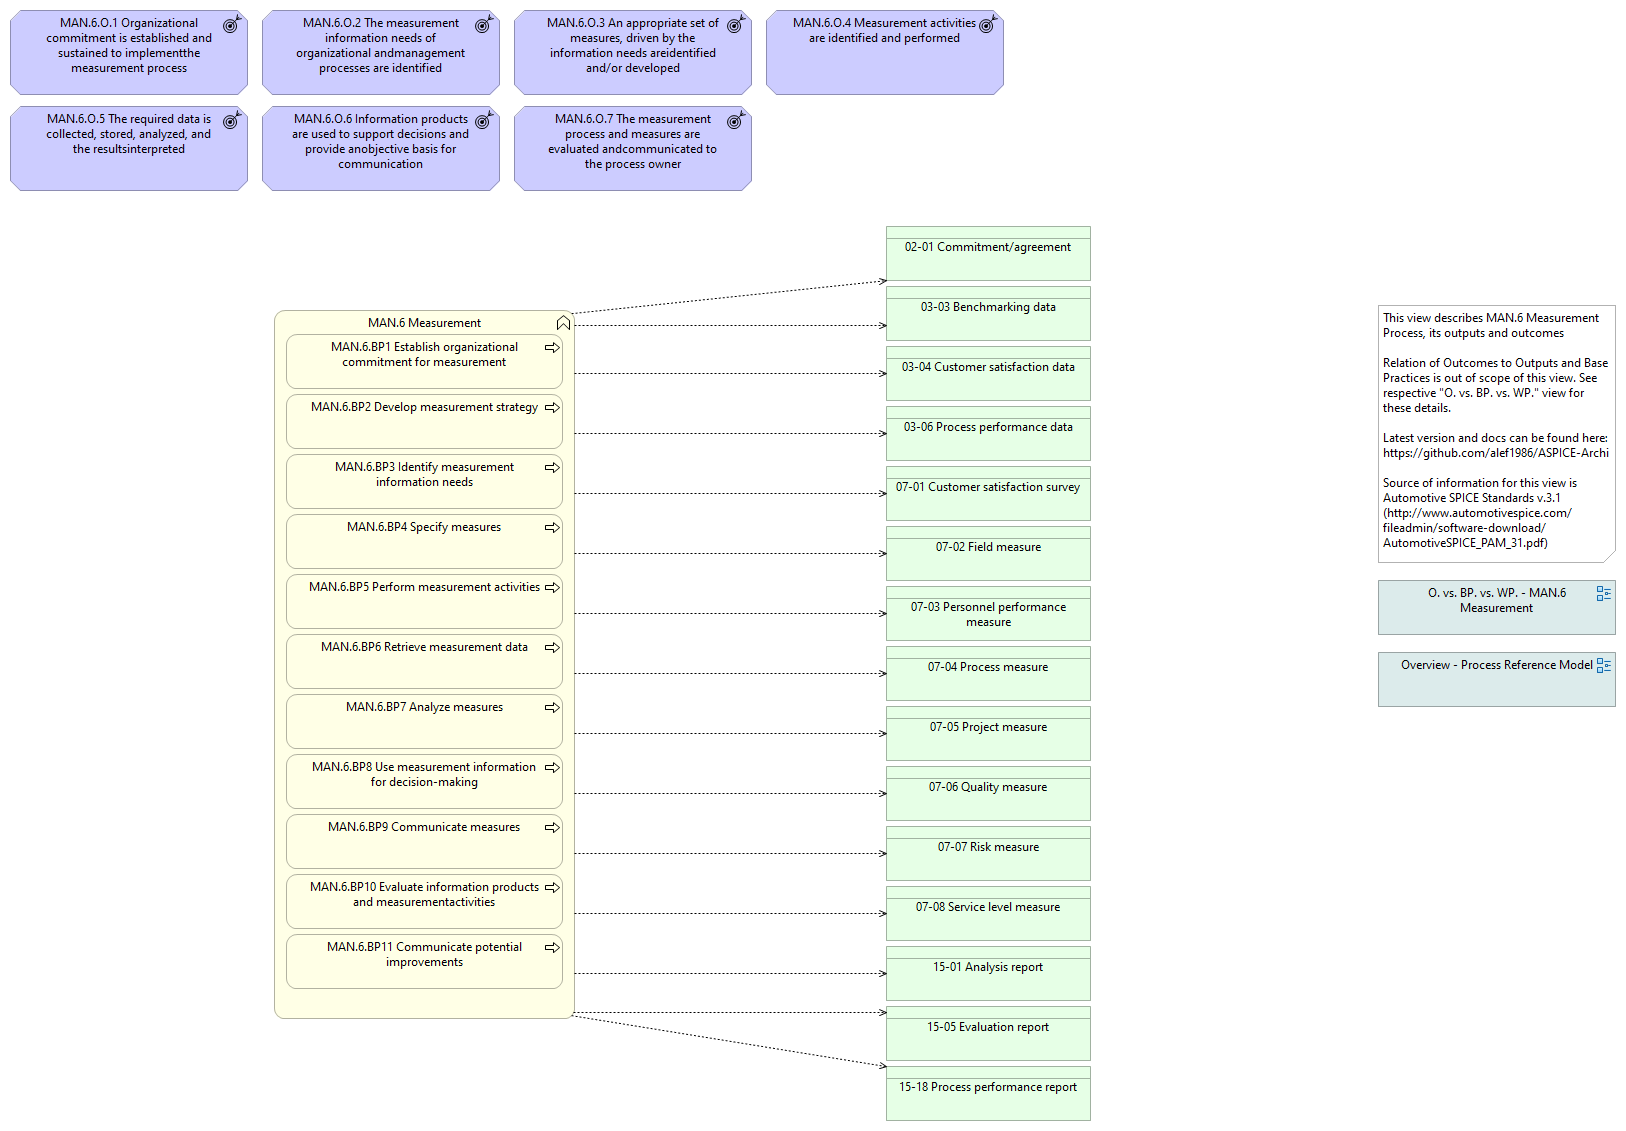 MAN.6.O.1 Organizational
commitment is established and
sustained to implementthe
measurement process
MAN.6.O.2 The measurement
information needs of
organizational andmanagement
processes are identified
MAN.6.O.3 An appropriate set of
measures, driven by the
information needs areidentified
and/or developed
MAN.6.O.4 Measurement activities
are identified and performed
MAN.6.O.5 The required data is
collected, stored, analyzed, and
the resultsinterpreted
MAN.6.O.6 Information products
are used to support decisions and
provide anobjective basis for
communication
MAN.6.O.7 The measurement
process and measures are
evaluated andcommunicated to
the process owner
MAN.6 Measurement
MAN.6.BP1 Establish organizational
commitment for measurement
MAN.6.BP2 Develop measurement strategy
MAN.6.BP3 Identify measurement
information needs
MAN.6.BP4 Specify measures
MAN.6.BP5 Perform measurement activities
MAN.6.BP6 Retrieve measurement data
MAN.6.BP7 Analyze measures
MAN.6.BP8 Use measurement information
for decision-making
MAN.6.BP9 Communicate measures
MAN.6.BP10 Evaluate information products
and measurementactivities
MAN.6.BP11 Communicate potential
improvements
02-01 Commitment/agreement
03-03 Benchmarking data
03-04 Customer satisfaction data
03-06 Process performance data
07-01 Customer satisfaction survey
07-02 Field measure
07-03 Personnel performance
measure
07-04 Process measure
07-05 Project measure
07-06 Quality measure
07-07 Risk measure
07-08 Service level measure
15-01 Analysis report
15-05 Evaluation report
15-18 Process performance report
This view describes MAN.6 Measurement
Process, its outputs and outcomes
Relation of Outcomes to Outputs and Base
Practices is out of scope of this view. See
respective "O. vs. BP. vs. WP." view for
these details.
Latest version and docs can be found here:
https://github.com/alef1986/ASPICE-Archi
Source of information for this view is
Automotive SPICE Standards v.3.1
(http://www.automotivespice.com/
fileadmin/software-download/
AutomotiveSPICE_PAM_31.pdf)
O. vs. BP. vs. WP. - MAN.6
Measurement
Overview - Process Reference Model